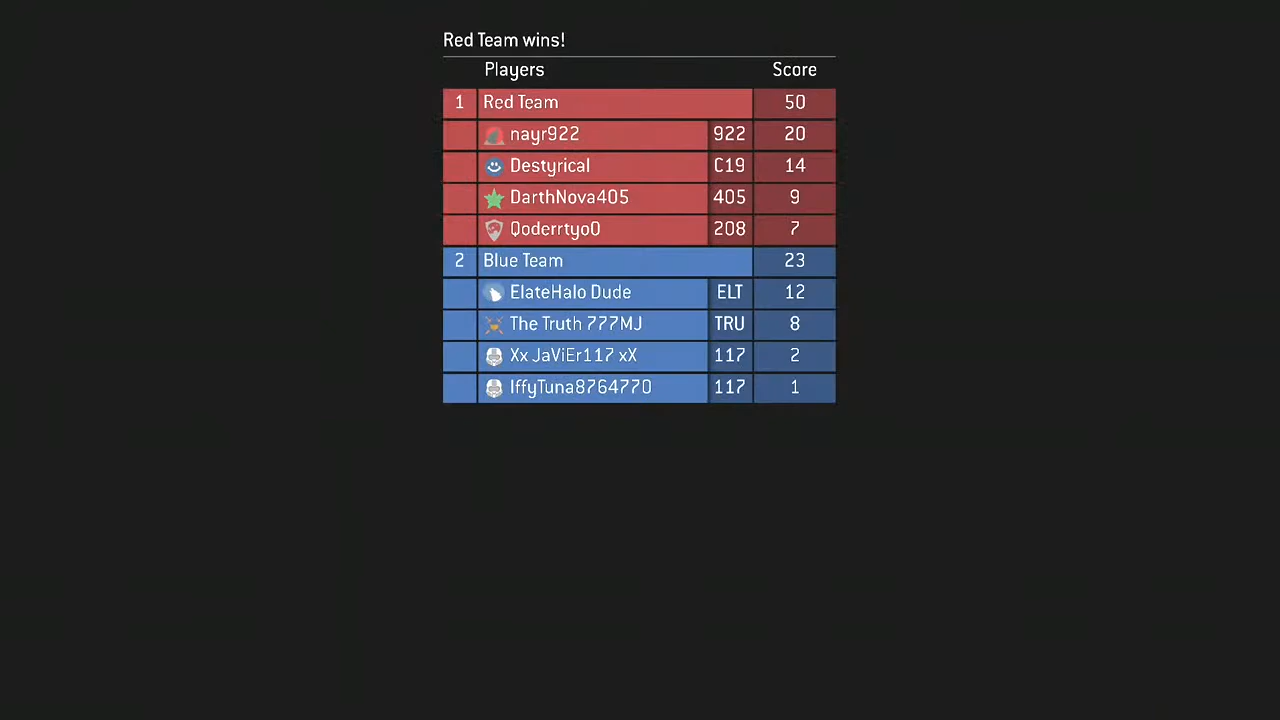 Red Team wins!
Players Score
1 Red Team 50
nayr922 922 20
Destyrical C19 14
DarthNova405 405 9
Qoderrtyo0 208 7
2 Blue Team 23
ElateHalo Dude ELT 12
The Truth 777MJ TRU 8
Xx JaViEr117 xX 117 2
IffyTuna8764770 117 1